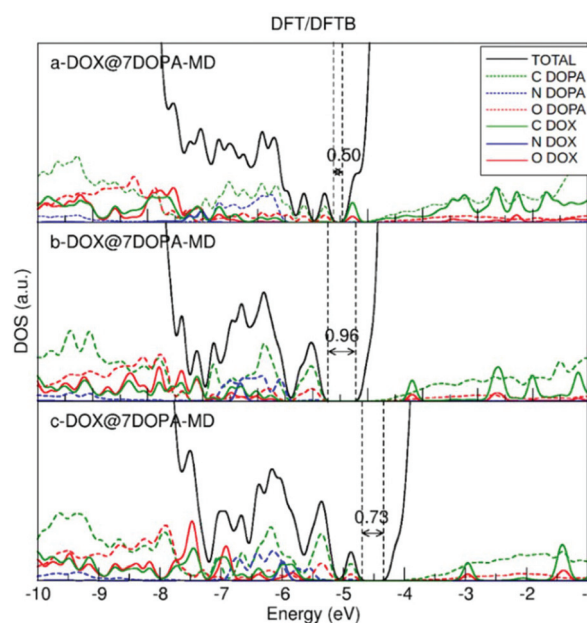 DFT/DFTB
a-DOX@7DOPA-MD
TOTAL
C DOPA
N DOPA
O DOPA
C DOX
N DOX
O DOX
0.50
b-DOX@7DOPA-MD
0.96
DOS (a.u.)
c-DOX@7DOPA-MD
0.73
-10 -9 -8 -7 -6 -5 -4 -3 -2
Energy (eV)